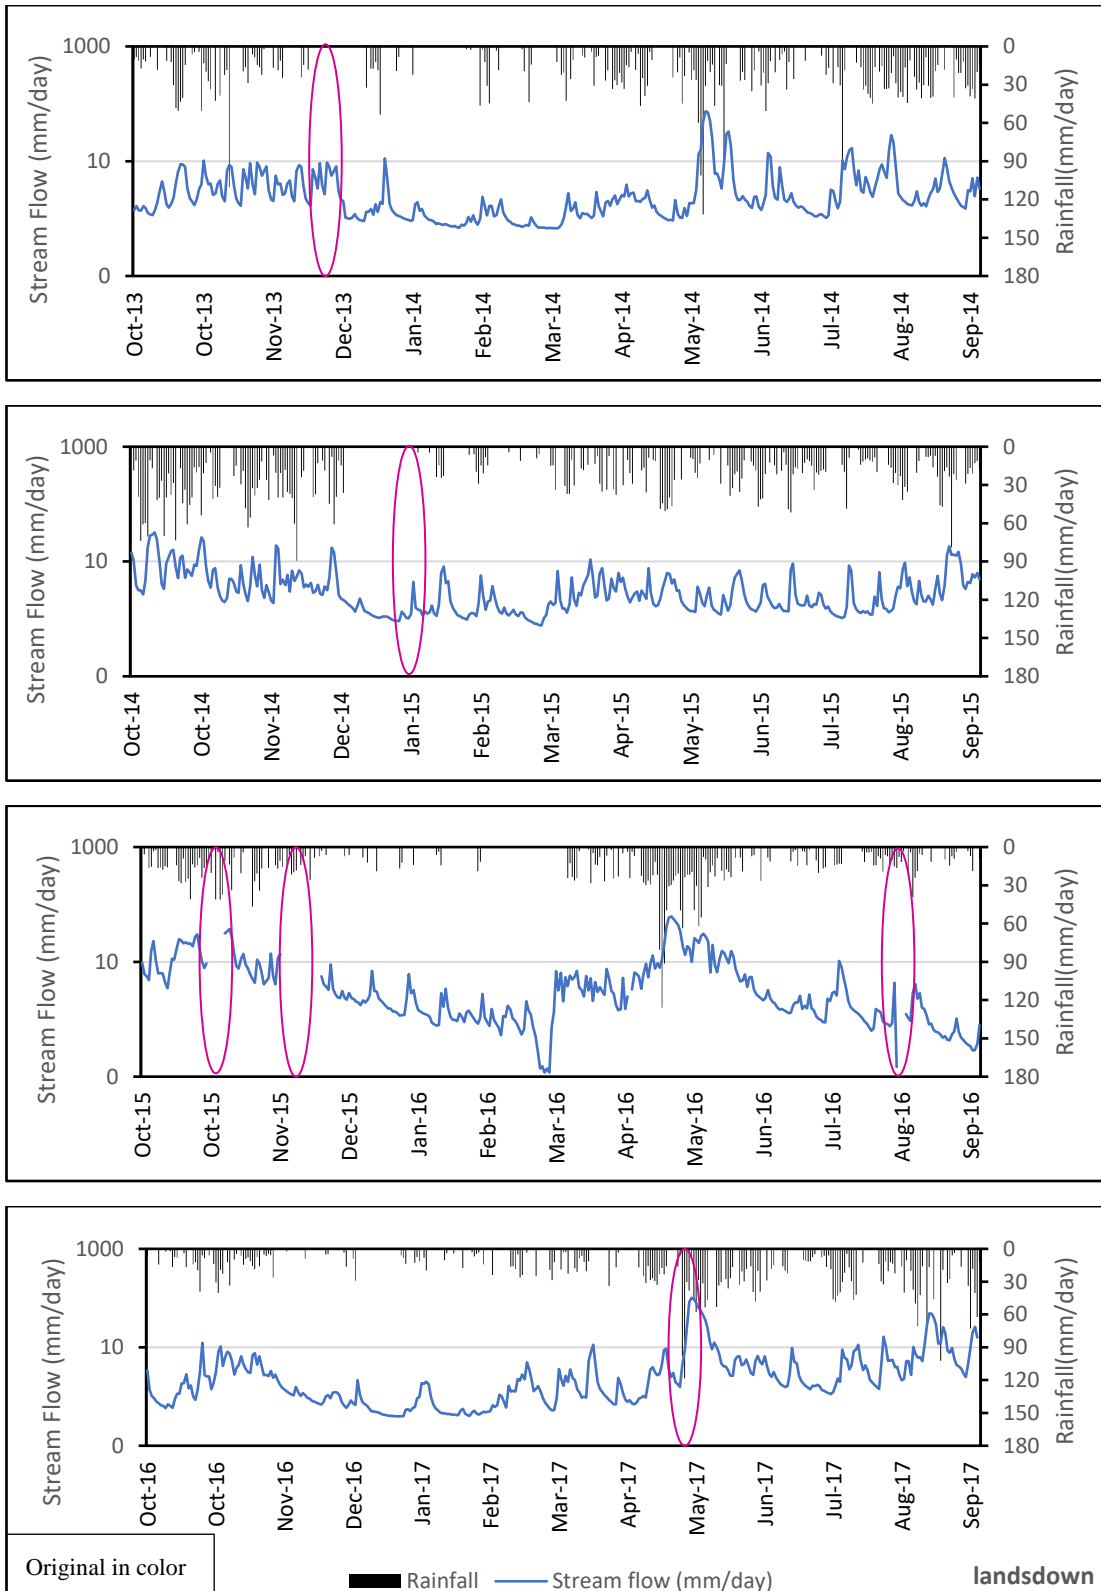 1000
10
0
Stream Flow (mm/day)
0
30
60
90
120
150
180
Rainfall(mm/day)
Oct-13
Oct-13
Nov-13
Dec-13
Jan-14
Feb-14
Mar-14
Apr-14
May-14
Jun-14
Jul-14
Aug-14
Sep-14
1000
10
0
Stream Flow (mm/day)
0
30
60
90
120
150
180
Rainfall(mm/day)
Oct-14
Oct-14
Nov-14
Dec-14
Jan-15
Feb-15
Mar-15
Apr-15
May-15
Jun-15
Jul-15
Aug-15
Sep-15
1000
10
0
Stream Flow (mm/day)
0
30
60
90
120
150
180
Rainfall(mm/day)
Oct-15
Oct-15
Nov-15
Dec-15
Jan-16
Feb-16
Mar-16
Apr-16
May-16
Jun-16
Jul-16
Aug-16
Sep-16
1000
10
0
Stream Flow (mm/day)
0
30
60
90
120
150
180
Rainfall(mm/day)
Oct-16
Oct-16
Nov-16
Dec-16
Jan-17
Feb-17
Mar-17
Apr-17
May-17
Jun-17
Jul-17
Aug-17
Sep-17
Original in color
Rainfall
Stream flow (mm/day)
landsdown